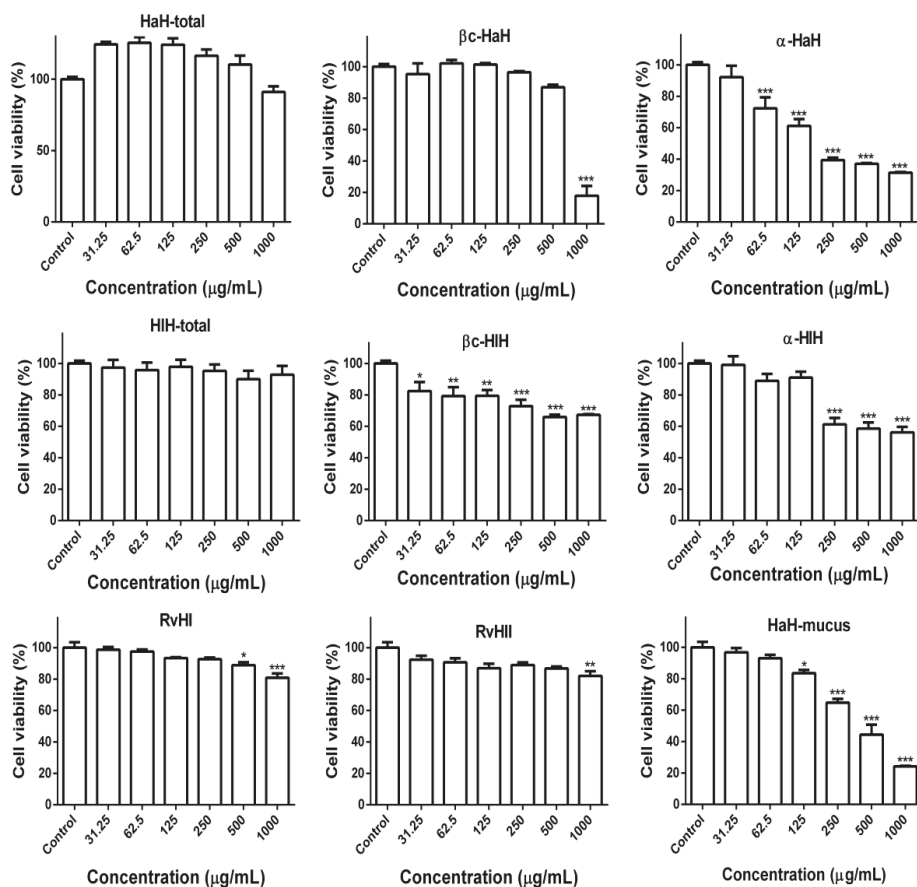 HaH-total
Cell viability (%)
100
50
0
Control 31.25 62.5 125 250 500 1000
Concentration (μg/mL)
βc-HaH
Cell viability (%)
100
80
60
40
20
0
***
Control 31.25 62.5 125 250 500 1000
Concentration (μg/mL)
α-HaH
Cell viability (%)
100
80
60
40
20
0
*** *** *** *** ***
Control 31.25 62.5 125 250 500 1000
Concentration (μg/mL)
HlH-total
Cell viability (%)
100
80
60
40
20
0
Control 31.25 62.5 125 250 500 1000
Concentration (μg/mL)
βc-HlH
Cell viability (%)
100
80
60
40
20
0
* ** ** *** *** ***
Control 31.25 62.5 125 250 500 1000
Concentration (μg/mL)
α-HlH
Cell viability (%)
100
80
60
40
20
0
*** *** ***
Control 31.25 62.5 125 250 500 1000
Concentration (μg/mL)
RvHI
Cell viability (%)
100
80
60
40
20
0
* ***
Control 31.25 62.5 125 250 500 1000
Concentration (μg/mL)
RvHII
Cell viability (%)
100
80
60
40
20
0
**
Control 31.25 62.5 125 250 500 1000
Concentration (μg/mL)
HaH-mucus
Cell viability (%)
100
80
60
40
20
0
* *** *** ***
Control 31.25 62.5 125 250 500 1000
Concentration (μg/mL)